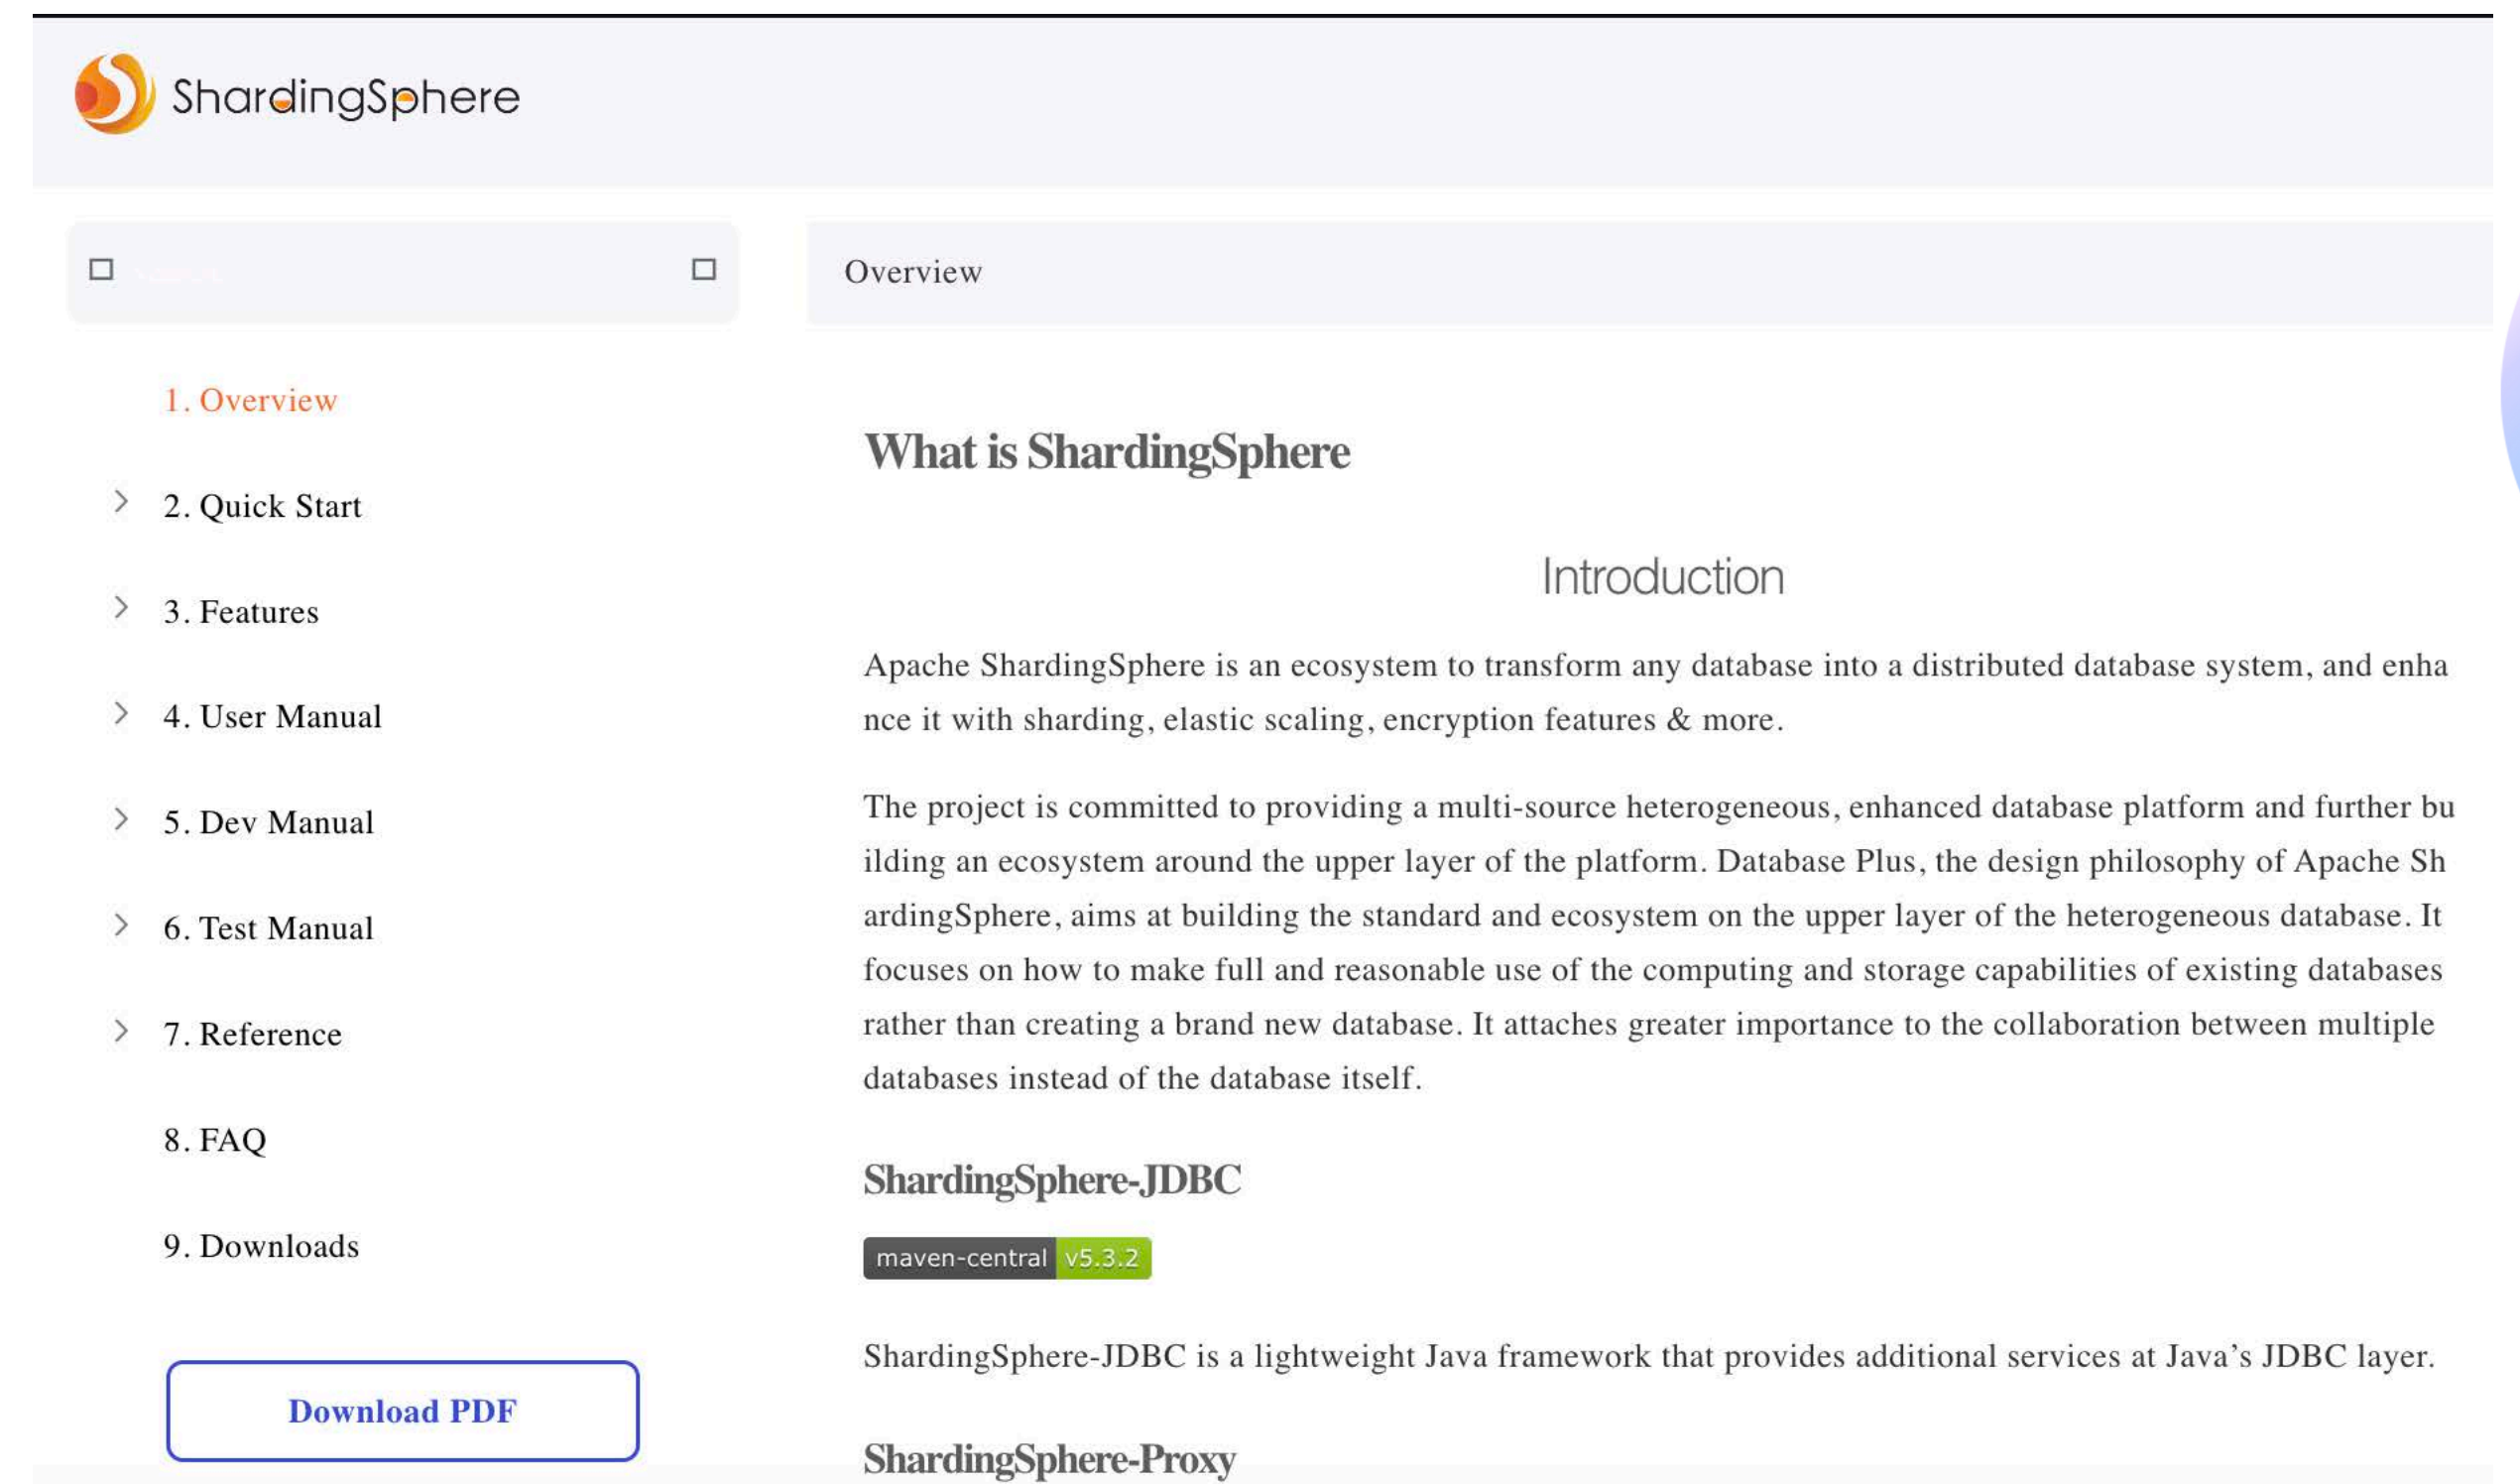 ShardingSphere
Overview
1. Overview
2. Quick Start
3. Features
4. User Manual
5. Dev Manual
6. Test Manual
7. Reference
8. FAQ
9. Downloads
Download PDF
What is ShardingSphere
Introduction
Apache ShardingSphere is an ecosystem to transform any database into a distributed database system, and enha
nce it with sharding, elastic scaling, encryption features & more.
The project is committed to providing a multi-source heterogeneous, enhanced database platform and further bu
ilding an ecosystem around the upper layer of the platform. Database Plus, the design philosophy of Apache Sh
ardingSphere, aims at building the standard and ecosystem on the upper layer of the heterogeneous database. It
focuses on how to make full and reasonable use of the computing and storage capabilities of existing databases
rather than creating a brand new database. It attaches greater importance to the collaboration between multiple
databases instead of the database itself.
ShardingSphere-JDBC
maven-central v5.3.2
ShardingSphere-JDBC is a lightweight Java framework that provides additional services at Java’s JDBC layer.
ShardingSphere-Proxy